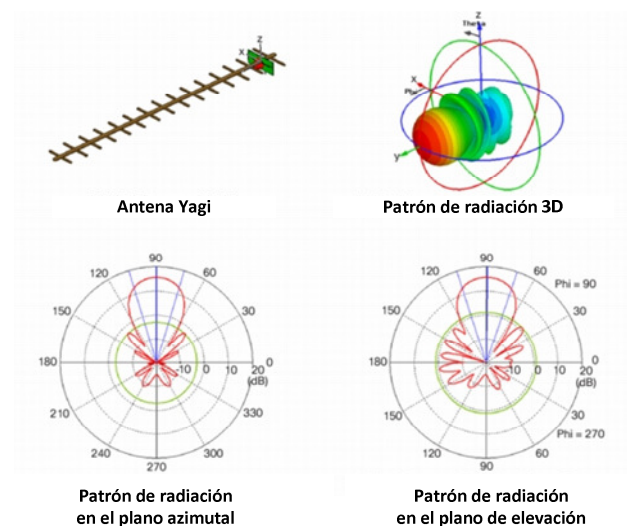 Z
X
Antena Yagi
Z
Theta
X
Phi
Y
Patrón de radiación 3D
90
120
60
150
30
180
-10
0
10
20
0
(dB)
210
330
240
300
270
Patrón de radiación
en el plano azimutal
90
120
60
Phi = 90
150
30
180
-10
0
10
20
0
(dB)
150
30
120
60
Phi = 270
90
Patrón de radiación
en el plano de elevación